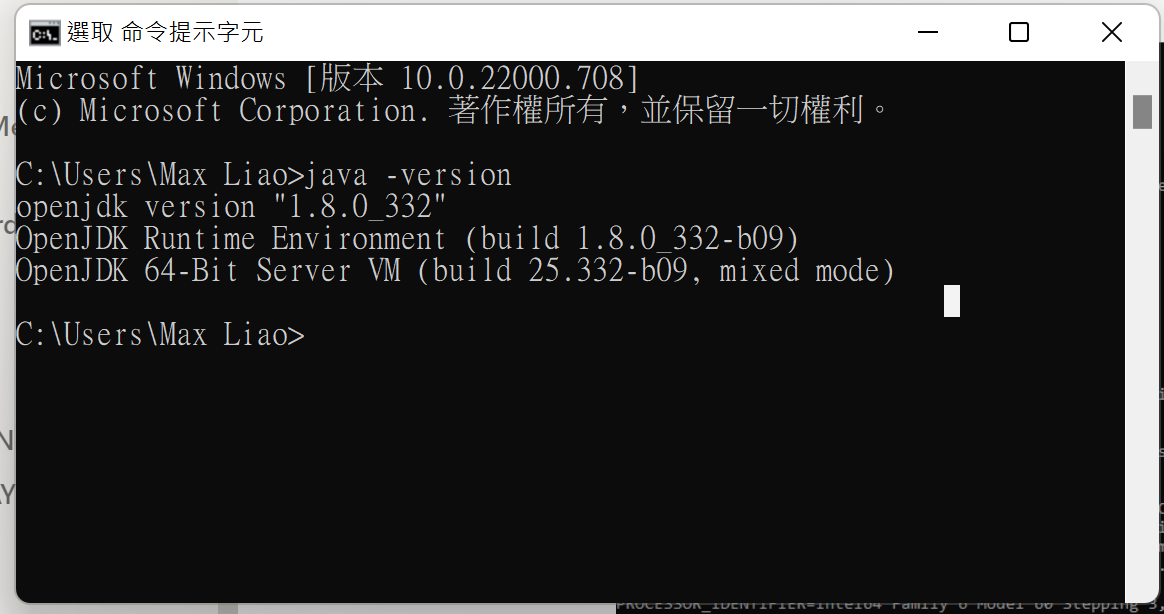 選取 命令提示字元
Microsoft Windows [版本 10.0.22000.708]
(c) Microsoft Corporation. 著作權所有，並保留一切權利。
C:\Users\Max Liao>java -version
openjdk version "1.8.0_332"
OpenJDK Runtime Environment (build 1.8.0_332-b09)
OpenJDK 64-Bit Server VM (build 25.332-b09, mixed mode)
C:\Users\Max Liao>
PROCESSOR_IDENTIFIER=Intel64 Family 6 Model 60 Stepping 3,